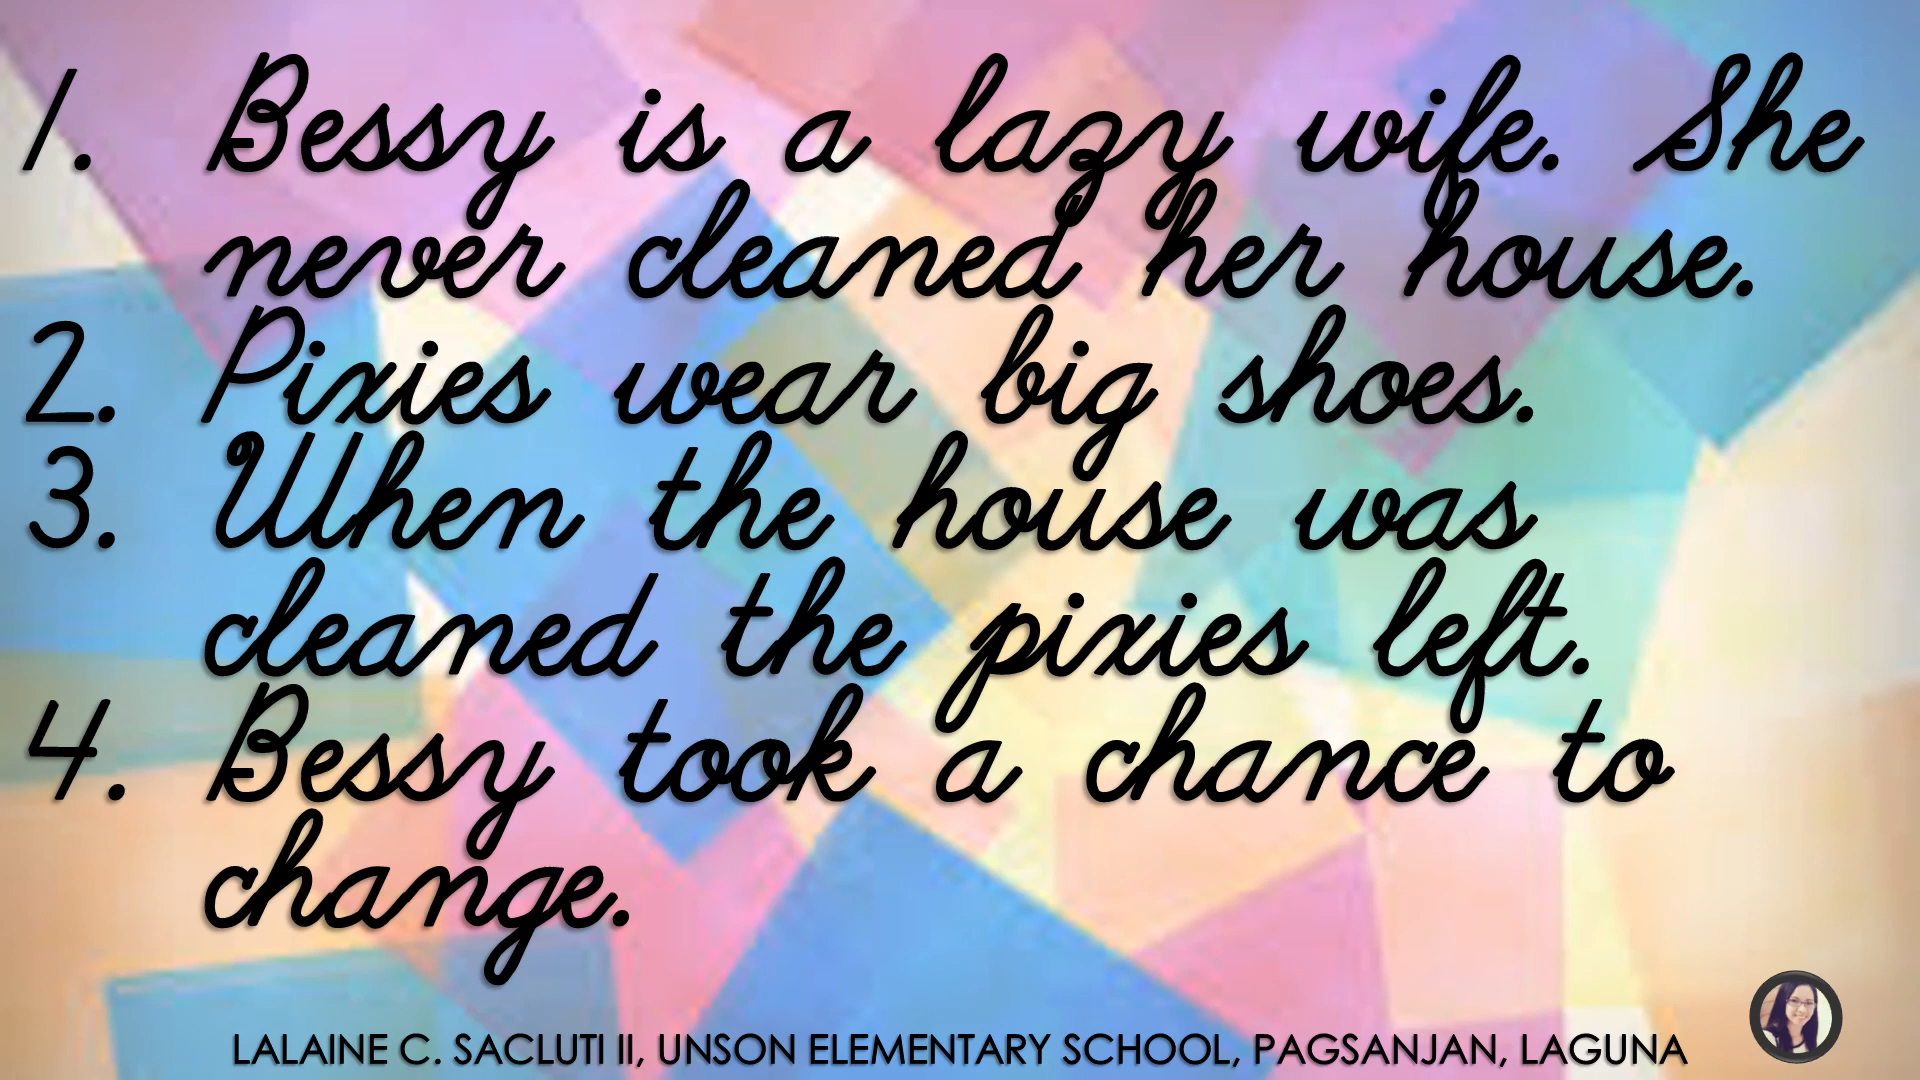 1. Bessy is a lazy wife. She
never cleaned her house.
2. Pixies wear big shoes.
3. When the house was
cleaned the pixies left.
4. Bessy took a chance to
change.
LALAINE C. SACLUTI II, UNSON ELEMENTARY SCHOOL, PAGSANJAN, LAGUNA